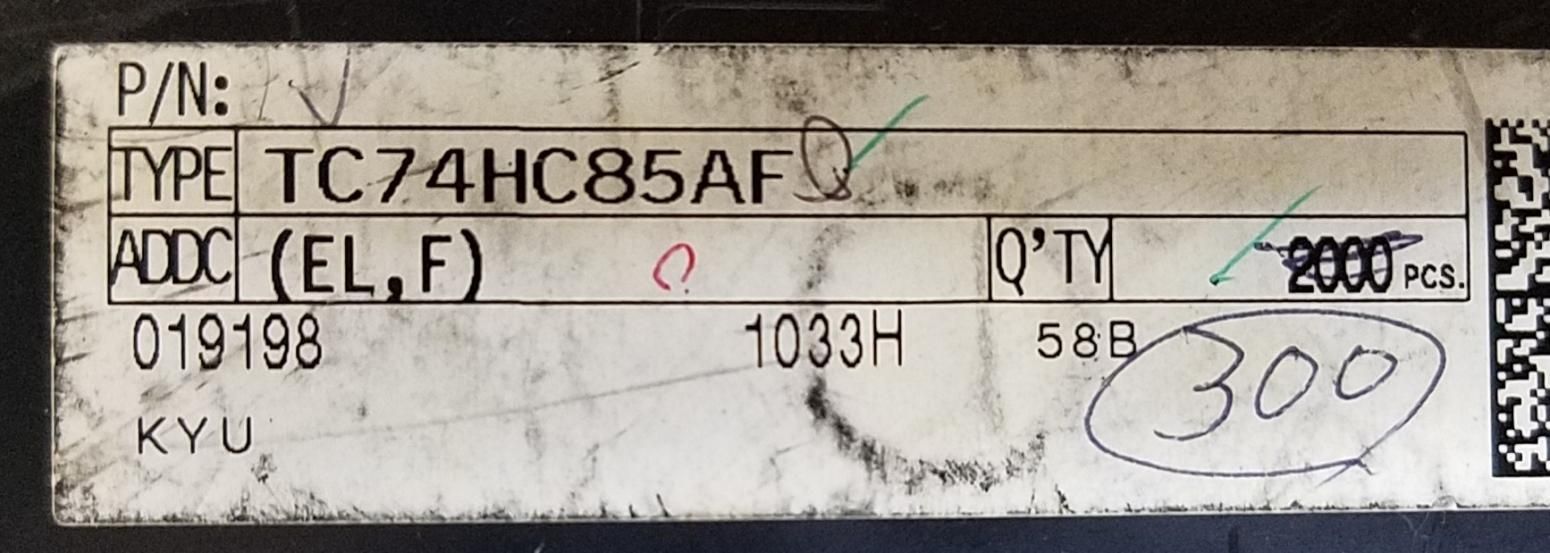 P/N:
TYPE TC74HC85AF
ADDC (EL,F) Q'TY 2000 PCS.
019198 1033H 58B
300
KYU